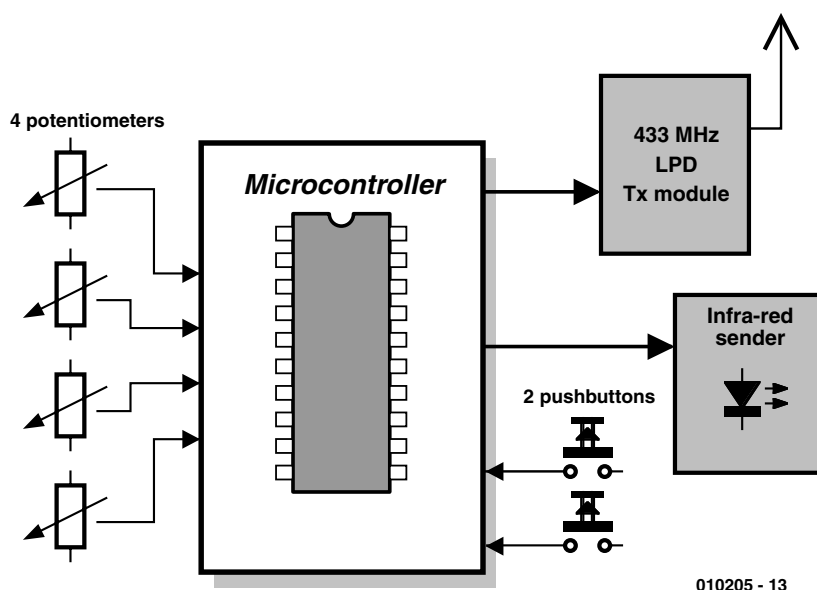 4 potentiometers
Microcontroller
433 MHz
LPD
Tx module
Infra-red
sender
2 pushbuttons
010205 - 13